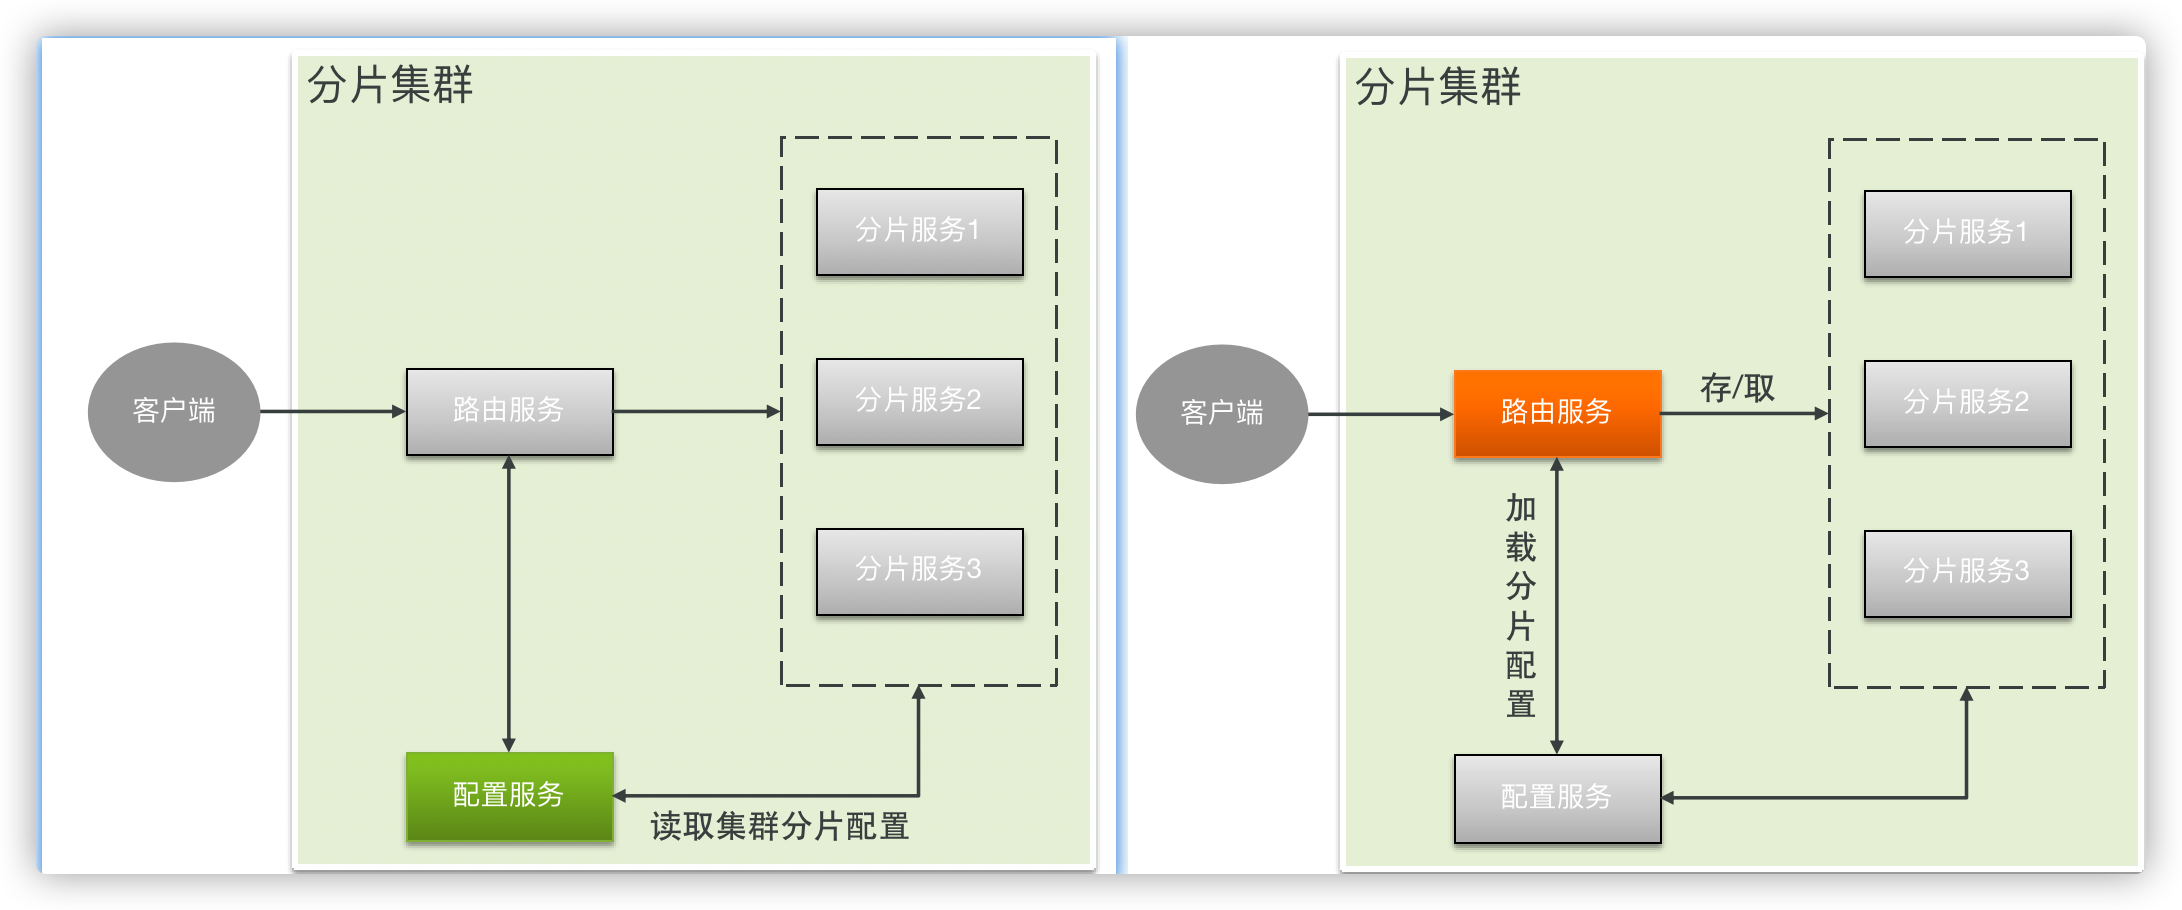 分片集群
分片服务1
客户端
路由服务
分片服务2
分片服务3
配置服务
读取集群分片配置
分片集群
分片服务1
客户端
路由服务
存/取
分片服务2
加载分片配置
分片服务3
配置服务